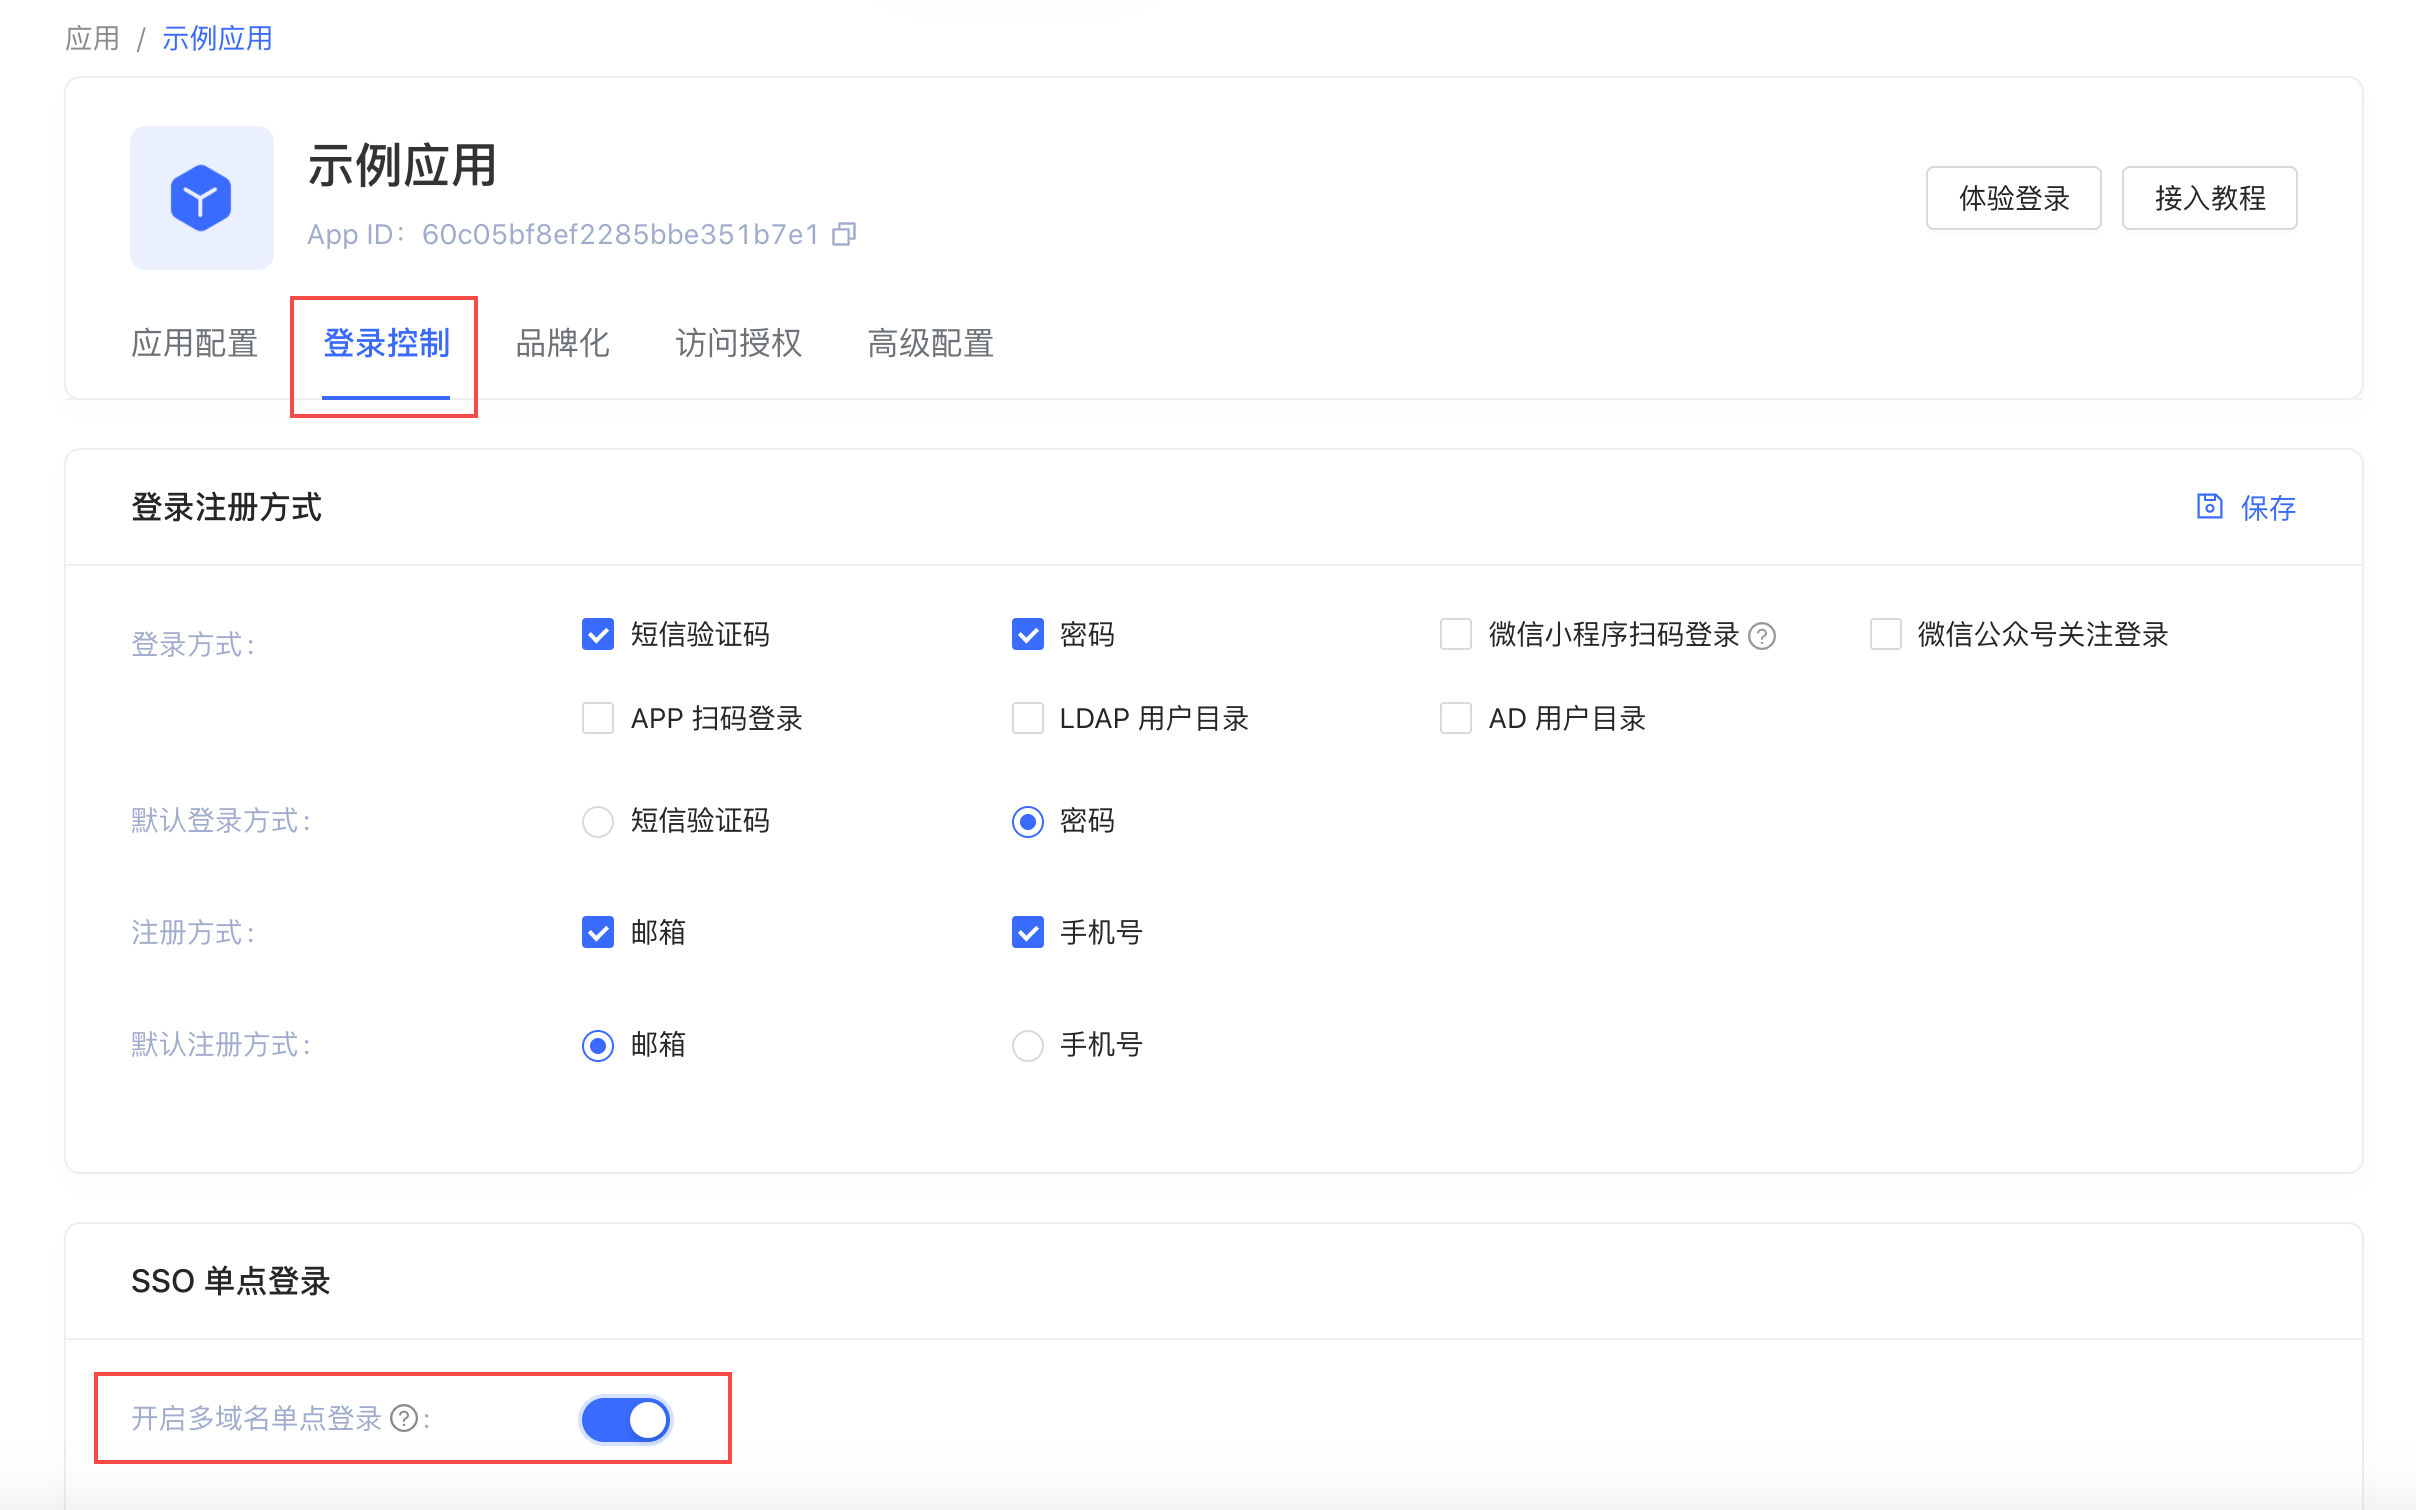 应用 / 示例应用
示例应用
App ID： 60c05bf8ef2285bbe351b7e1
体验登录 接入教程
应用配置 登录控制 品牌化 访问授权 高级配置
登录注册方式 保存
登录方式： 短信验证码 密码 微信小程序扫码登录 ? 微信公众号关注登录
APP 扫码登录 LDAP 用户目录 AD 用户目录
默认登录方式： 短信验证码 密码
注册方式： 邮箱 手机号
默认注册方式： 邮箱 手机号
SSO 单点登录
开启多域名单点登录 ? ：